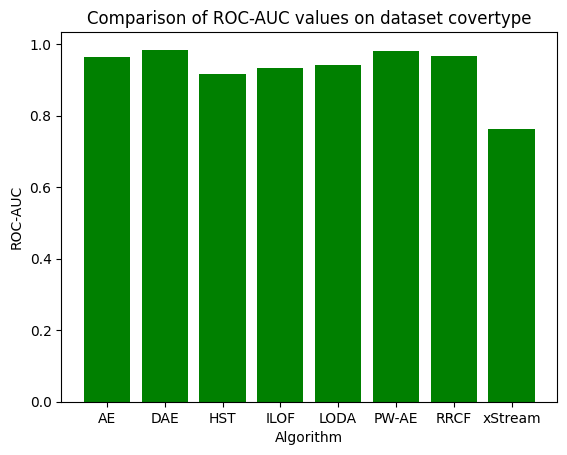 Comparison of ROC-AUC values on dataset covertype
ROC-AUC
1.0
0.8
0.6
0.4
0.2
0.0
AE DAE HST ILOF LODA PW-AE RRCF xStream
Algorithm